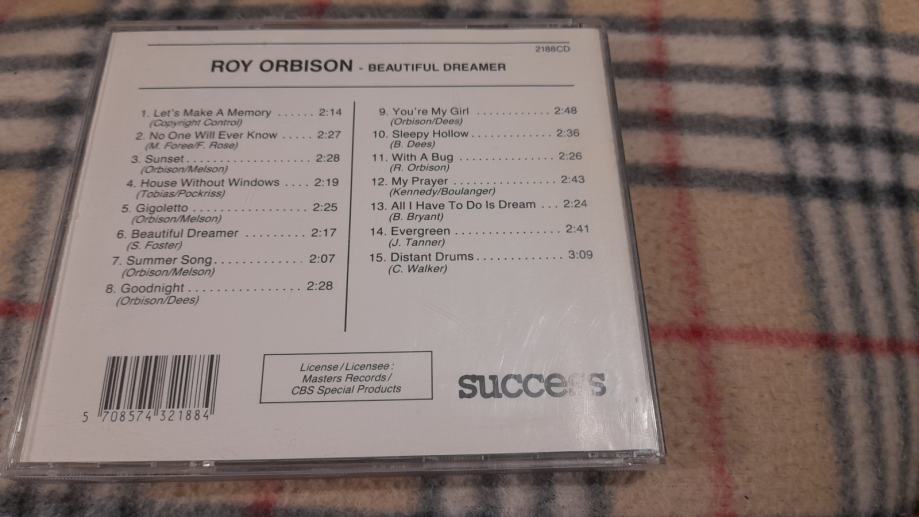 2188CD
ROY ORBISON - BEAUTIFUL DREAMER
1. Let's Make A Memory ...... 2:14
(Copyright Control)
2. No One Will Ever Know ..... 2:27
(M. Foree/F. Rose)
3. Sunset .................... 2:28
(Orbison/Melson)
4. House Without Windows .... 2:19
(Tobias/Pockriss)
5. Gigoletto ................. 2:25
(Orbison/Melson)
6. Beautiful Dreamer ......... 2:17
(S. Foster)
7. Summer Song ............. 2:07
(Orbison/Melson)
8. Goodnight ................. 2:28
(Orbison/Dees)
9. You're My Girl ............ 2:48
(Orbison/Dees)
10. Sleepy Hollow ............ 2:36
(B. Dees)
11. With A Bug .............. 2:26
(R. Orbison)
12. My Prayer ............... 2:43
(Kennedy/Boulanger)
13. All I Have To Do Is Dream ... 2:24
(B. Bryant)
14. Evergreen ................ 2:41
(J. Tanner)
15. Distant Drums ............. 3:09
(C. Walker)
5 708574 321884
License/Licensee:
Masters Records/
CBS Special Products
success